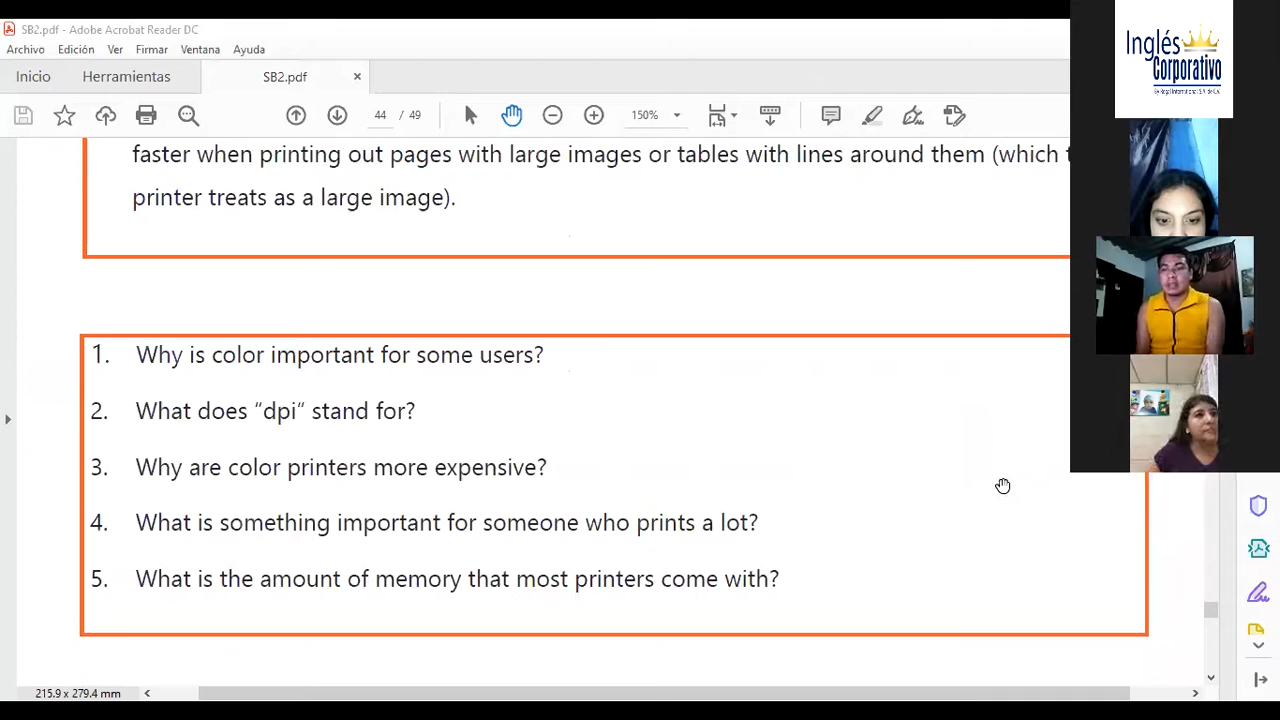 SB2.pdf - Adobe Acrobat Reader DC
Archivo Edición Ver Firmar Ventana Ayuda
Inicio Herramientas SB2.pdf ×
44 / 49 150%
faster when printing out pages with large images or tables with lines around them (which
printer treats as a large image).
1. Why is color important for some users?
2. What does “dpi” stand for?
3. Why are color printers more expensive?
4. What is something important for someone who prints a lot?
5. What is the amount of memory that most printers come with?
215.9 x 279.4 mm
Inglés
Corporativo
By Regal International S.A. de C.V.